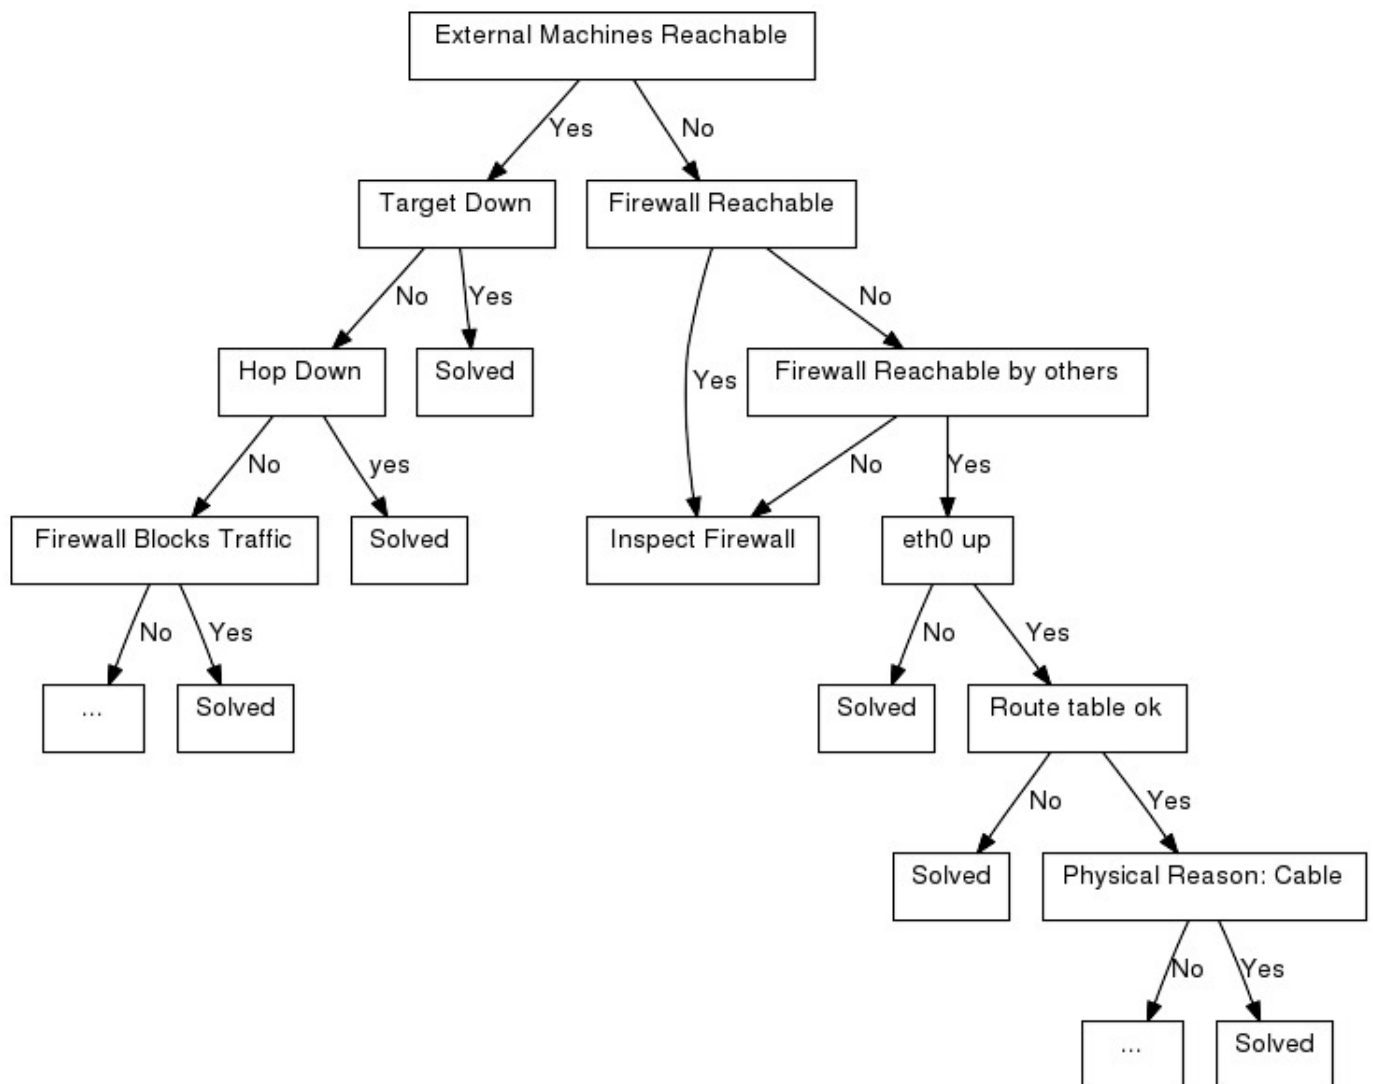 External Machines Reachable
Yes
No
Target Down
Firewall Reachable
No
Yes
No
Hop Down
Solved
Yes
Firewall Reachable by others
No
yes
No
Yes
Firewall Blocks Traffic
Solved
Inspect Firewall
eth0 up
No
Yes
No
Yes
...
Solved
Solved
Route table ok
No
Yes
Solved
Physical Reason: Cable
No
Yes
...
Solved